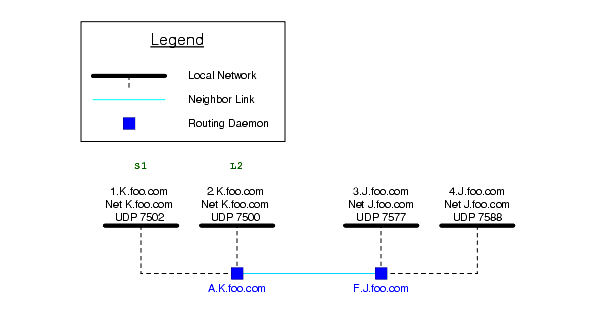 Legend
Local Network
Neighbor Link
Routing Daemon
S1
L2
1.K.foo.com
Net K.foo.com
UDP 7502
2.K.foo.com
Net K.foo.com
UDP 7500
3.J.foo.com
Net J.foo.com
UDP 7577
4.J.foo.com
Net J.foo.com
UDP 7588
A.K.foo.com
F.J.foo.com